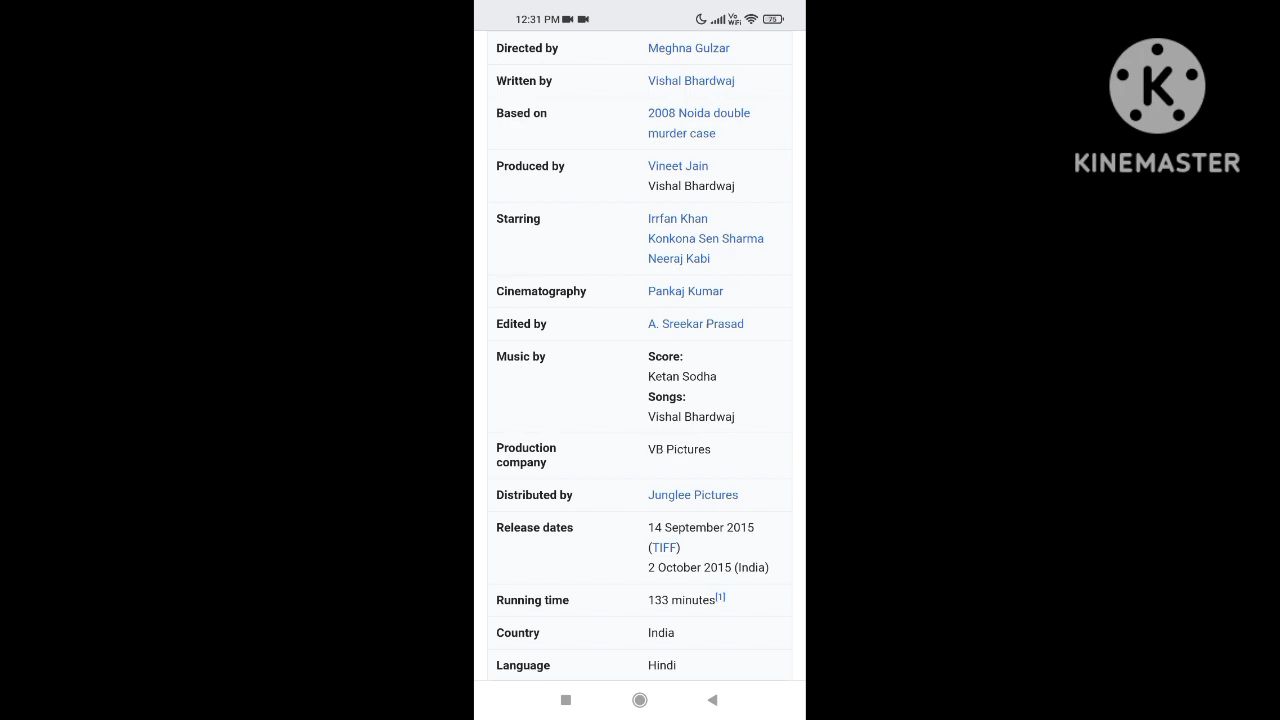 12:31 PM
Vo
WiFi
75
K
KINEMASTER
Directed by Meghna Gulzar
Written by Vishal Bhardwaj
Based on 2008 Noida double
murder case
Produced by Vineet Jain
Vishal Bhardwaj
Starring Irrfan Khan
Konkona Sen Sharma
Neeraj Kabi
Cinematography Pankaj Kumar
Edited by A. Sreekar Prasad
Music by Score:
Ketan Sodha
Songs:
Vishal Bhardwaj
Production
company VB Pictures
Distributed by Junglee Pictures
Release dates 14 September 2015
(TIFF)
2 October 2015 (India)
Running time 133 minutes[1]
Country India
Language Hindi